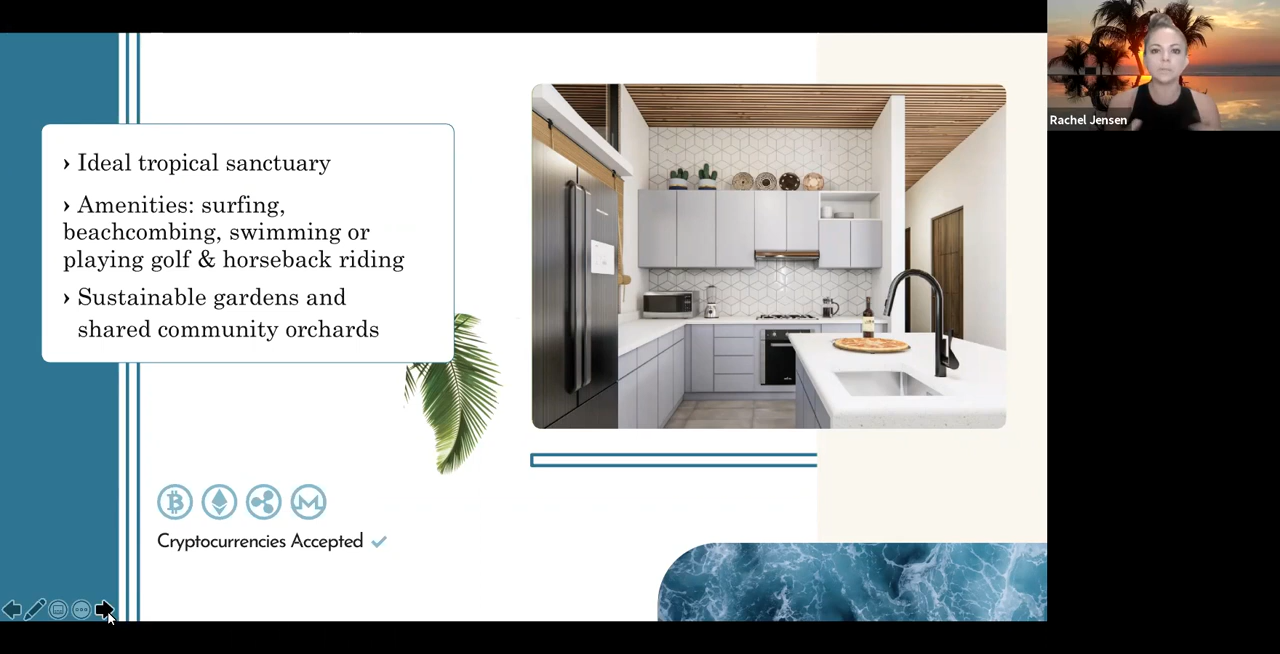 › Ideal tropical sanctuary
› Amenities: surfing,
beachcombing, swimming or
playing golf & horseback riding
› Sustainable gardens and
shared community orchards
Cryptocurrencies Accepted ✓
Rachel Jensen